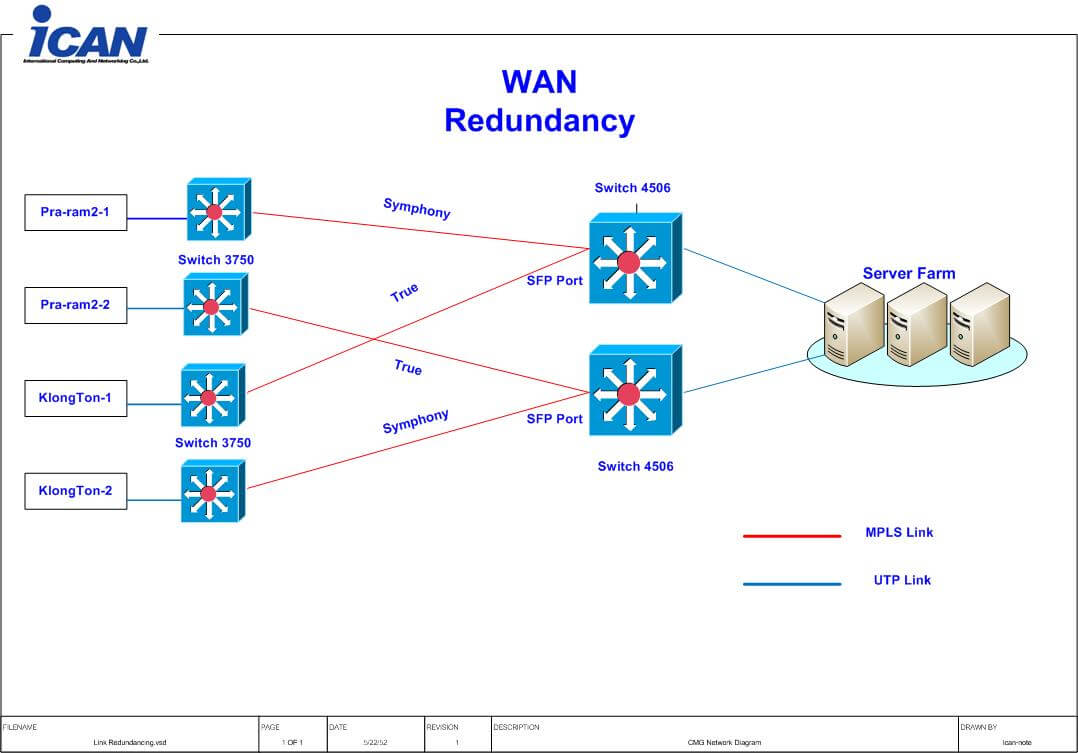 iCAN
International Computing And Networking Co.,Ltd.
WAN
Redundancy
Switch 4506
Symphony
Pra-ram2-1
Switch 3750
Server Farm
SFP Port
True
Pra-ram2-2
True
KlongTon-1
Symphony
SFP Port
Switch 3750
Switch 4506
KlongTon-2
MPLS Link
UTP Link
FILENAME
Link Redundancing.vsd
PAGE
1 OF 1
DATE
5/22/52
REVISION
1
DESCRIPTION
CMG Network Diagram
DRAWN BY
ican-note